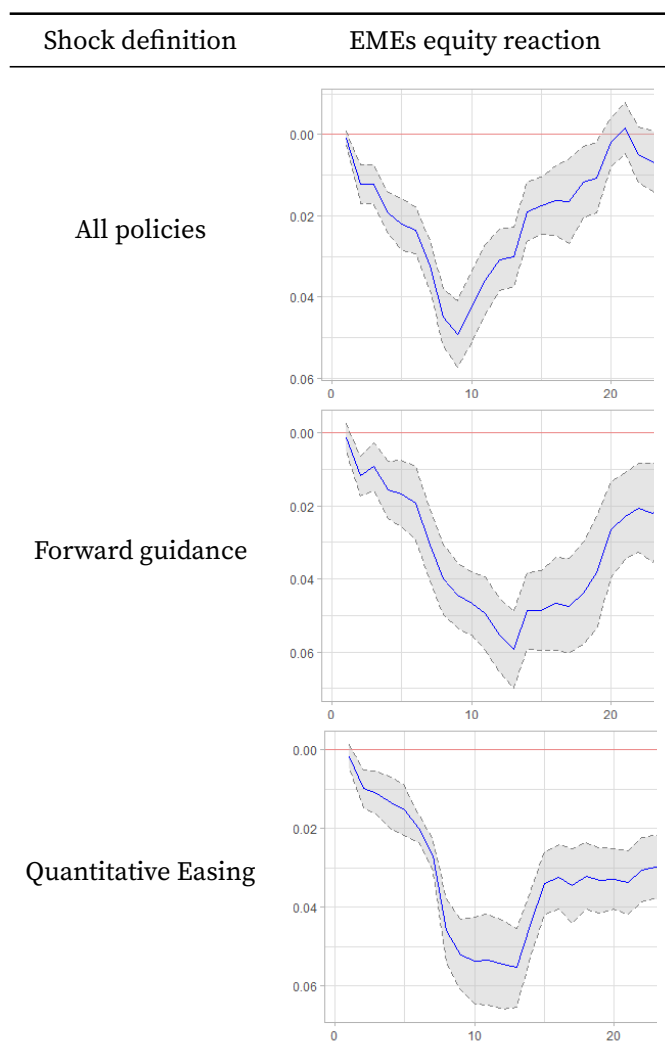 Shock definition EMEs equity reaction
All policies
0.00
0.02
0.04
0.06
0 10 20
Forward guidance
0.00
0.02
0.04
0.06
0 10 20
Quantitative Easing
0.00
0.02
0.04
0.06
0 10 20